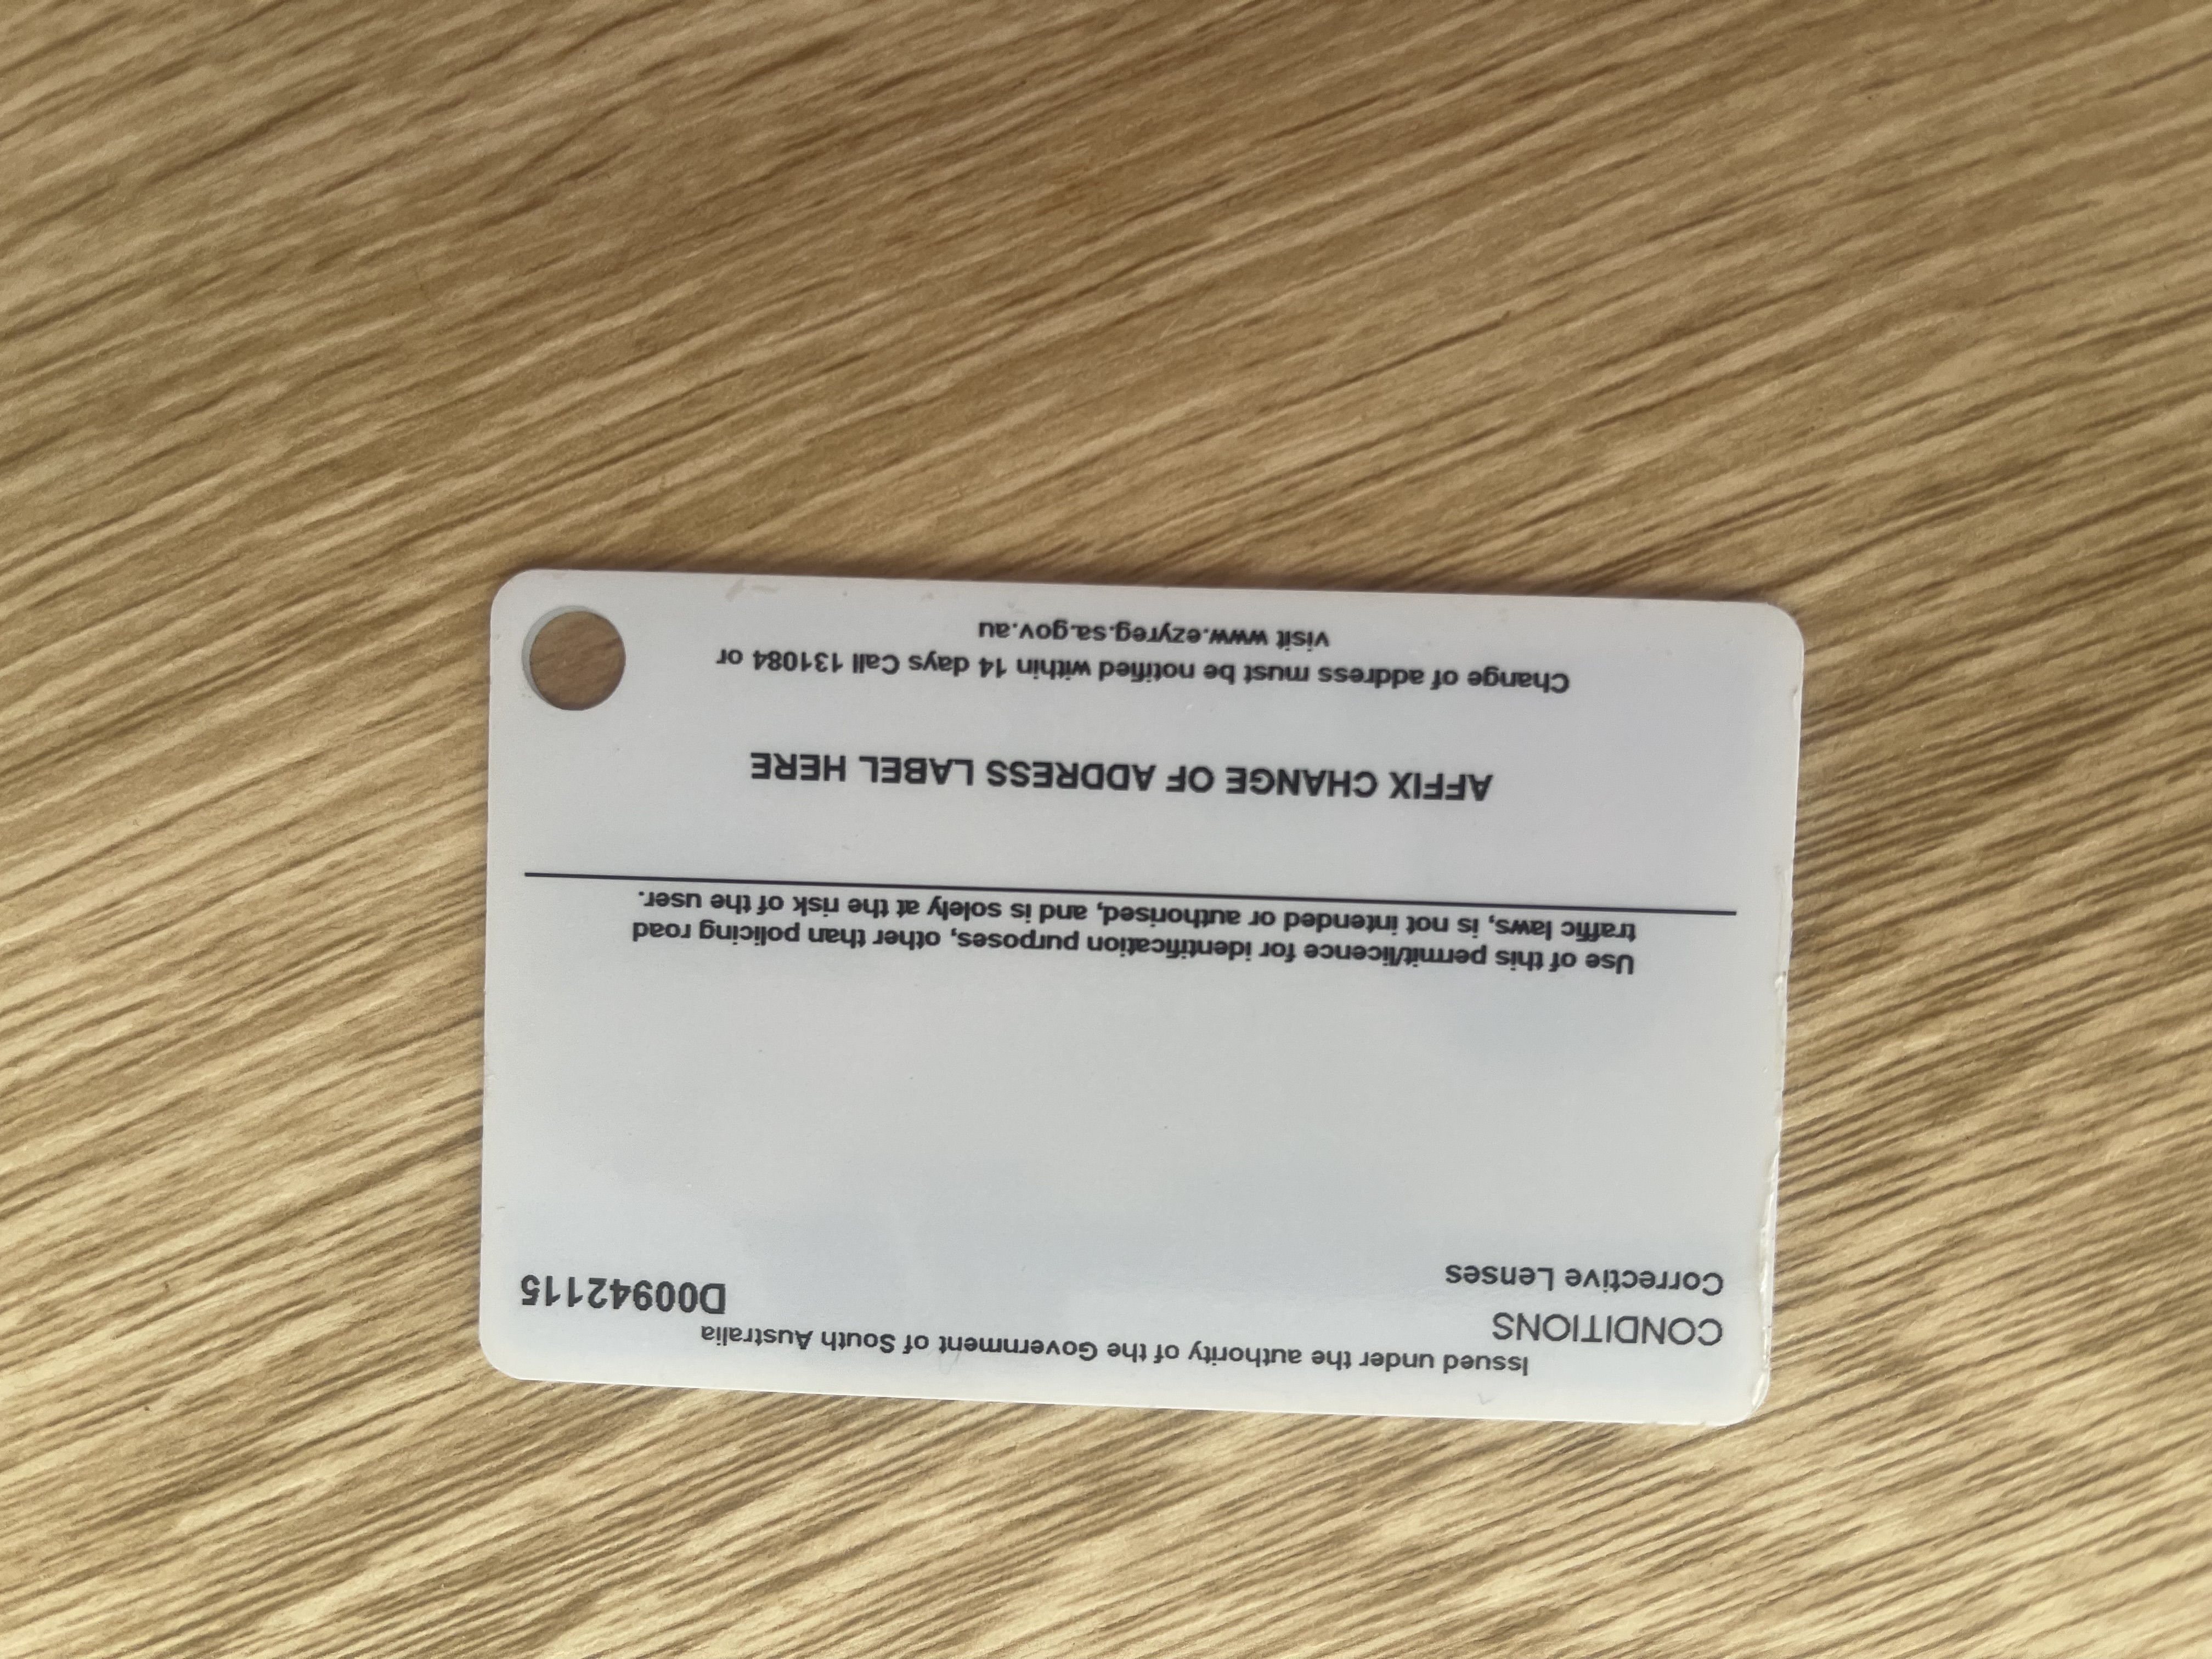 Issued under the authority of the Government of South Australia
CONDITIONS
D00942115
Corrective Lenses
Use of this permit/licence for identification purposes, other than policing road
traffic laws, is not intended or authorised, and is solely at the risk of the user.
AFFIX CHANGE OF ADDRESS LABEL HERE
Change of address must be notified within 14 days Call 131084 or
visit www.ezyreg.sa.gov.au